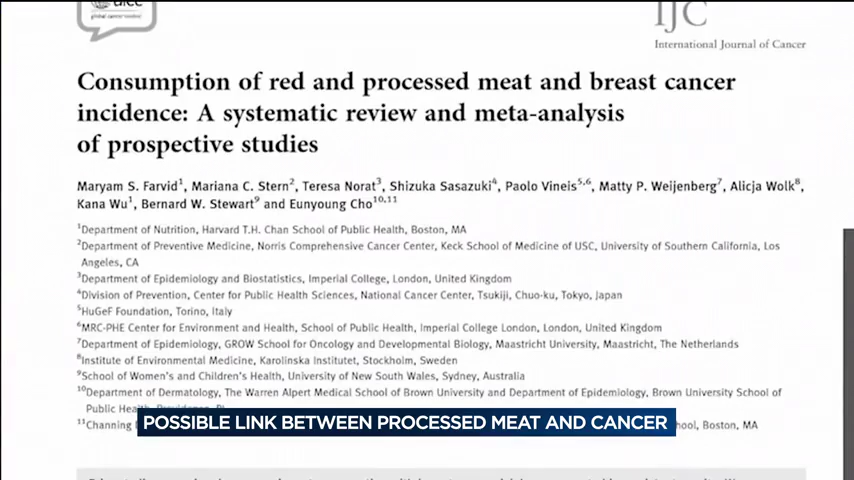 uicc
global cancer control
IJC
International Journal of Cancer
Consumption of red and processed meat and breast cancer
incidence: A systematic review and meta-analysis
of prospective studies
Maryam S. Farvid1, Mariana C. Stern2, Teresa Norat3, Shizuka Sasazuki4, Paolo Vineis5,6, Matty P. Weijenberg7, Alicja Wolk8,
Kana Wu1, Bernard W. Stewart9 and Eunyoung Cho10,11
1Department of Nutrition, Harvard T.H. Chan School of Public Health, Boston, MA
2Department of Preventive Medicine, Norris Comprehensive Cancer Center, Keck School of Medicine of USC, University of Southern California, Los
Angeles, CA
3Department of Epidemiology and Biostatistics, Imperial College, London, United Kingdom
4Division of Prevention, Center for Public Health Sciences, National Cancer Center, Tsukiji, Chuo-ku, Tokyo, Japan
5HuGeF Foundation, Torino, Italy
6MRC-PHE Center for Environment and Health, School of Public Health, Imperial College London, London, United Kingdom
7Department of Epidemiology, GROW School for Oncology and Developmental Biology, Maastricht University, Maastricht, The Netherlands
8Institute of Environmental Medicine, Karolinska Institutet, Stockholm, Sweden
9School of Women's and Children's Health, University of New South Wales, Sydney, Australia
10Department of Dermatology, The Warren Alpert Medical School of Brown University and Department of Epidemiology, Brown University School of
Public Hea
11Channing hool, Boston, MA
POSSIBLE LINK BETWEEN PROCESSED MEAT AND CANCER